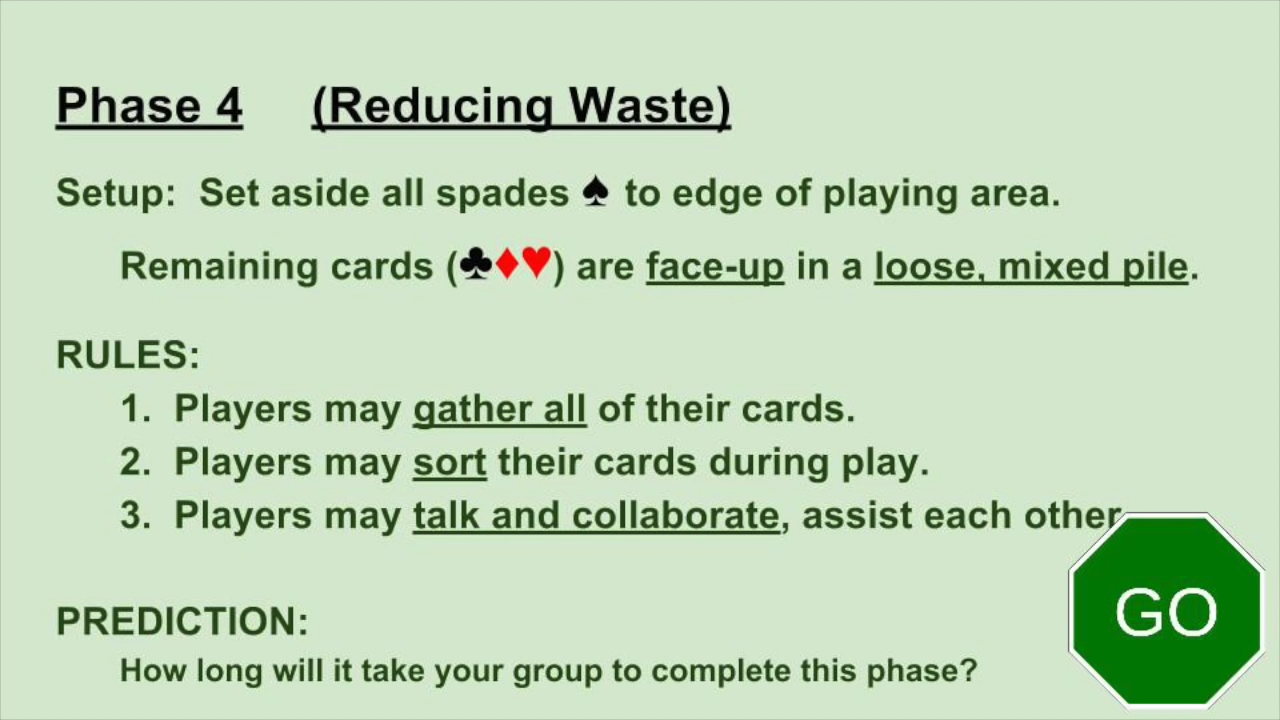 Phase 4 (Reducing Waste)
Setup: Set aside all spades ♠ to edge of playing area.
Remaining cards (♣♦♥) are face-up in a loose, mixed pile.
RULES:
1. Players may gather all of their cards.
2. Players may sort their cards during play.
3. Players may talk and collaborate, assist each other
GO
PREDICTION:
How long will it take your group to complete this phase?